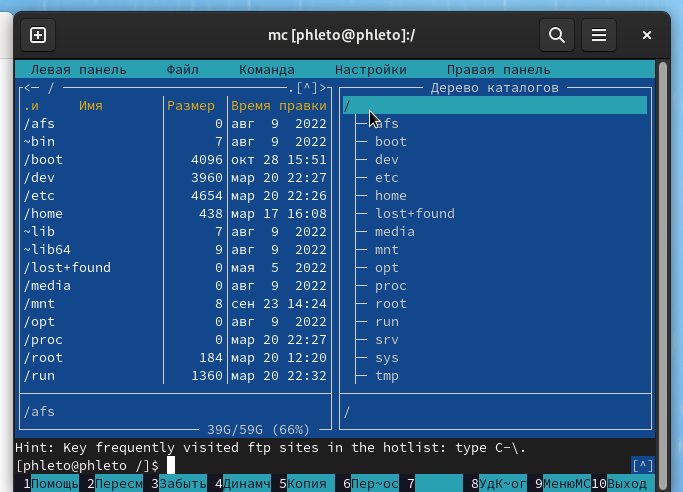 mc [phleto@phleto]:/
Левая панель Файл Команда Настройки Правая панель
<— / .[^]> Дерево каталогов
.и Имя Размер Время правки /
/afs 0 авг 9 2022 afs
~bin 7 авг 9 2022 boot
/boot 4096 окт 28 15:51 dev
/dev 3960 мар 20 22:27 etc
/etc 4654 мар 20 22:26 home
/home 438 мар 17 16:08 lost+found
~lib 7 авг 9 2022 media
~lib64 9 авг 9 2022 mnt
/lost+found 0 мая 5 2022 opt
/media 0 авг 9 2022 proc
/mnt 8 сен 23 14:24 root
/opt 0 авг 9 2022 run
/proc 0 мар 20 22:27 srv
/root 184 мар 20 12:20 sys
/run 1360 мар 20 22:32 tmp
/afs /
39G/59G (66%)
Hint: Key frequently visited ftp sites in the hotlist: type C-\.
[phleto@phleto /]$ [^]
1Помощь 2Пересм 3Забыть 4Динамч 5Копия 6Пер~ос 7 8УдК~ог 9МенюMC 10Выход